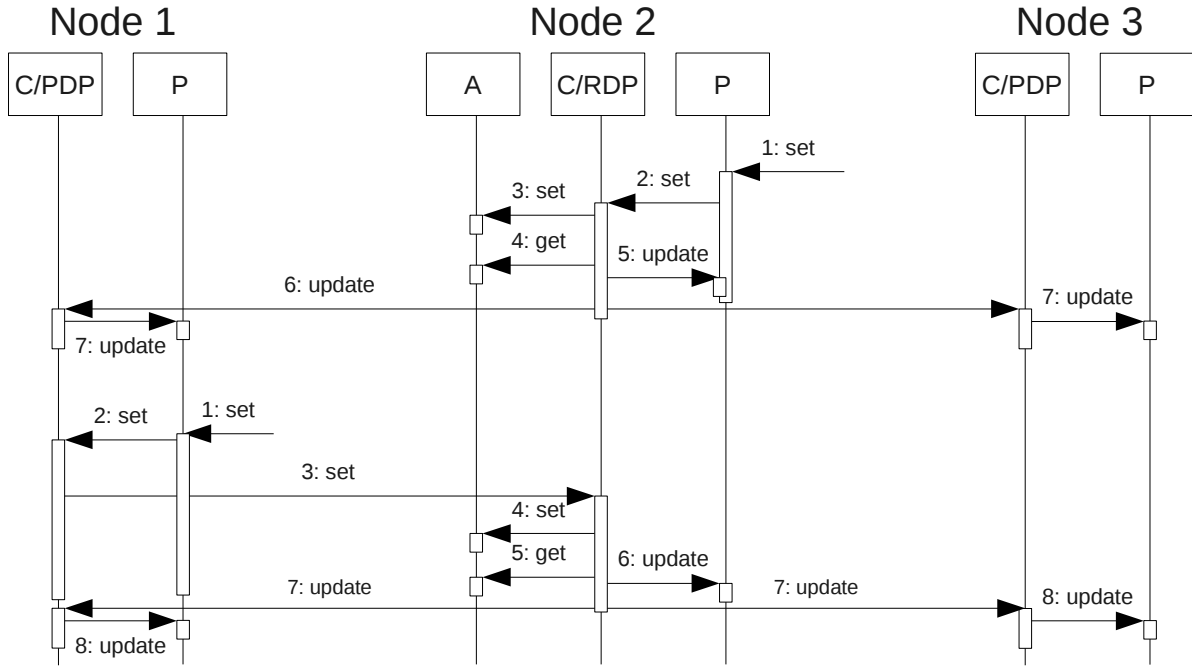 Node 1
Node 2
Node 3
C/PDP
P
A
C/RDP
P
C/PDP
P
1: set
2: set
3: set
4: get
5: update
6: update
7: update
7: update
1: set
2: set
3: set
4: set
5: get
6: update
7: update
7: update
8: update
8: update